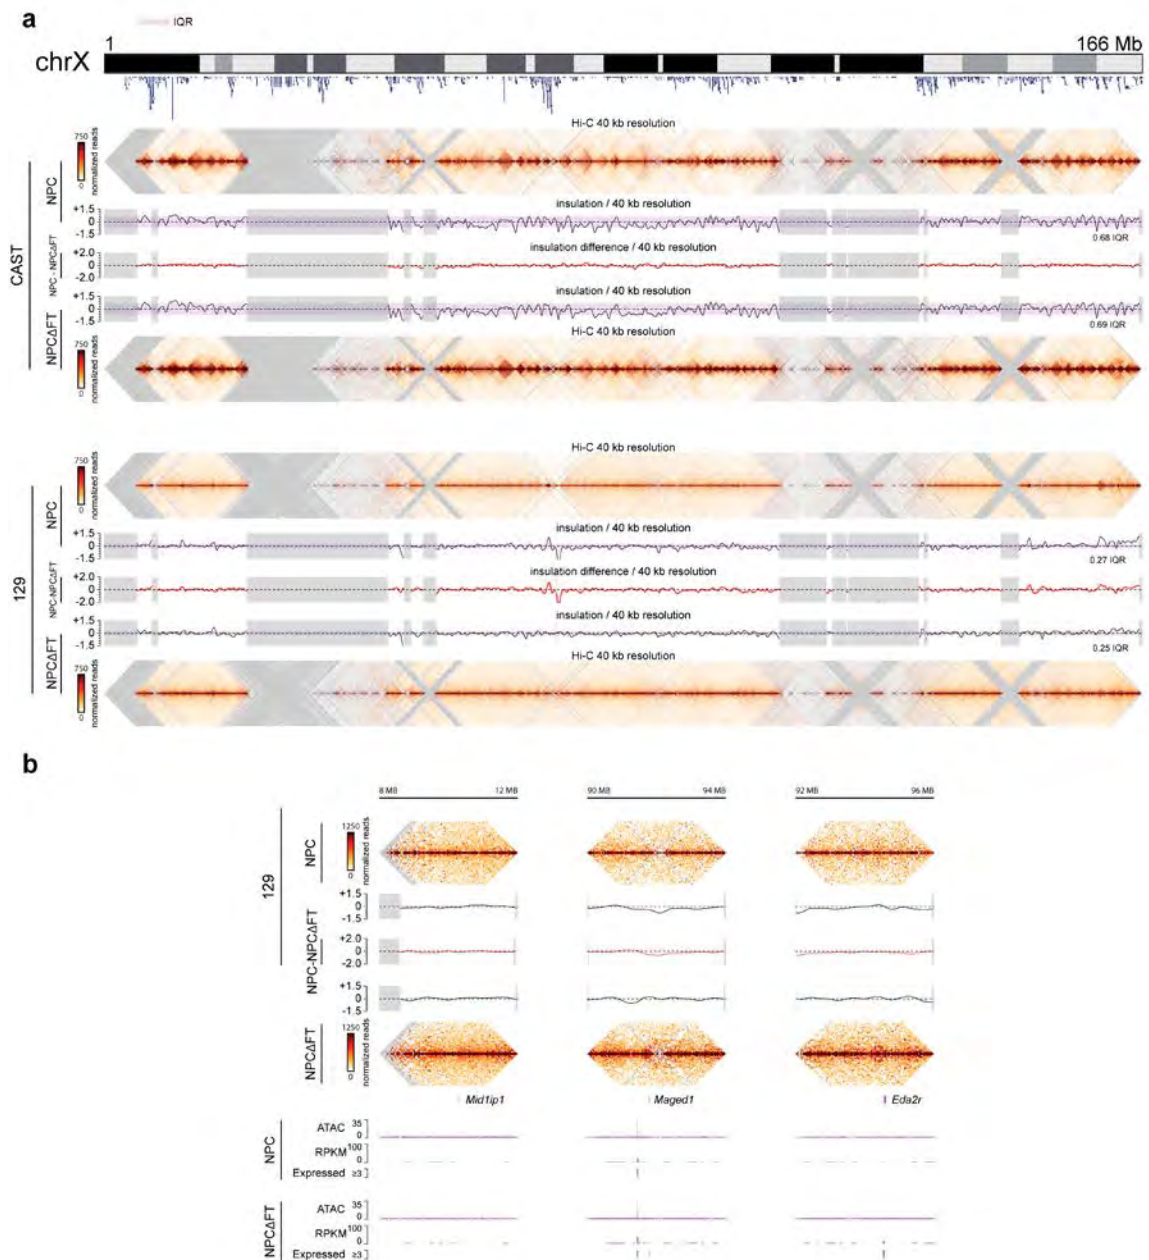 a
IQR
1
166 Mb
chrX
Hi-C 40 kb resolution
750
0
normalized reads
CAST
NPC
insulation / 40 kb resolution
+1.5
0
-1.5
0.68 IQR
NPC - NPCΔFT
insulation difference / 40 kb resolution
+2.0
0
-2.0
insulation / 40 kb resolution
+1.5
0
-1.5
0.69 IQR
NPCΔFT
Hi-C 40 kb resolution
750
0
normalized reads
Hi-C 40 kb resolution
750
0
normalized reads
129
NPC
insulation / 40 kb resolution
+1.5
0
-1.5
0.27 IQR
NPC-NPCΔFT
insulation difference / 40 kb resolution
+2.0
0
-2.0
insulation / 40 kb resolution
+1.5
0
-1.5
0.25 IQR
NPCΔFT
Hi-C 40 kb resolution
750
0
normalized reads
b
8 MB 12 MB 90 MB 94 MB 92 MB 96 MB
129
NPC
1250
0
normalized reads
+1.5
0
-1.5
NPC-NPCΔFT
+2.0
0
-2.0
+1.5
0
-1.5
NPCΔFT
1250
0
normalized reads
Mid1ip1 Maged1 Eda2r
NPC
ATAC 35
0
RPKM 100
0
Expressed ≥3
NPCΔFT
ATAC 35
0
RPKM 100
0
Expressed ≥3